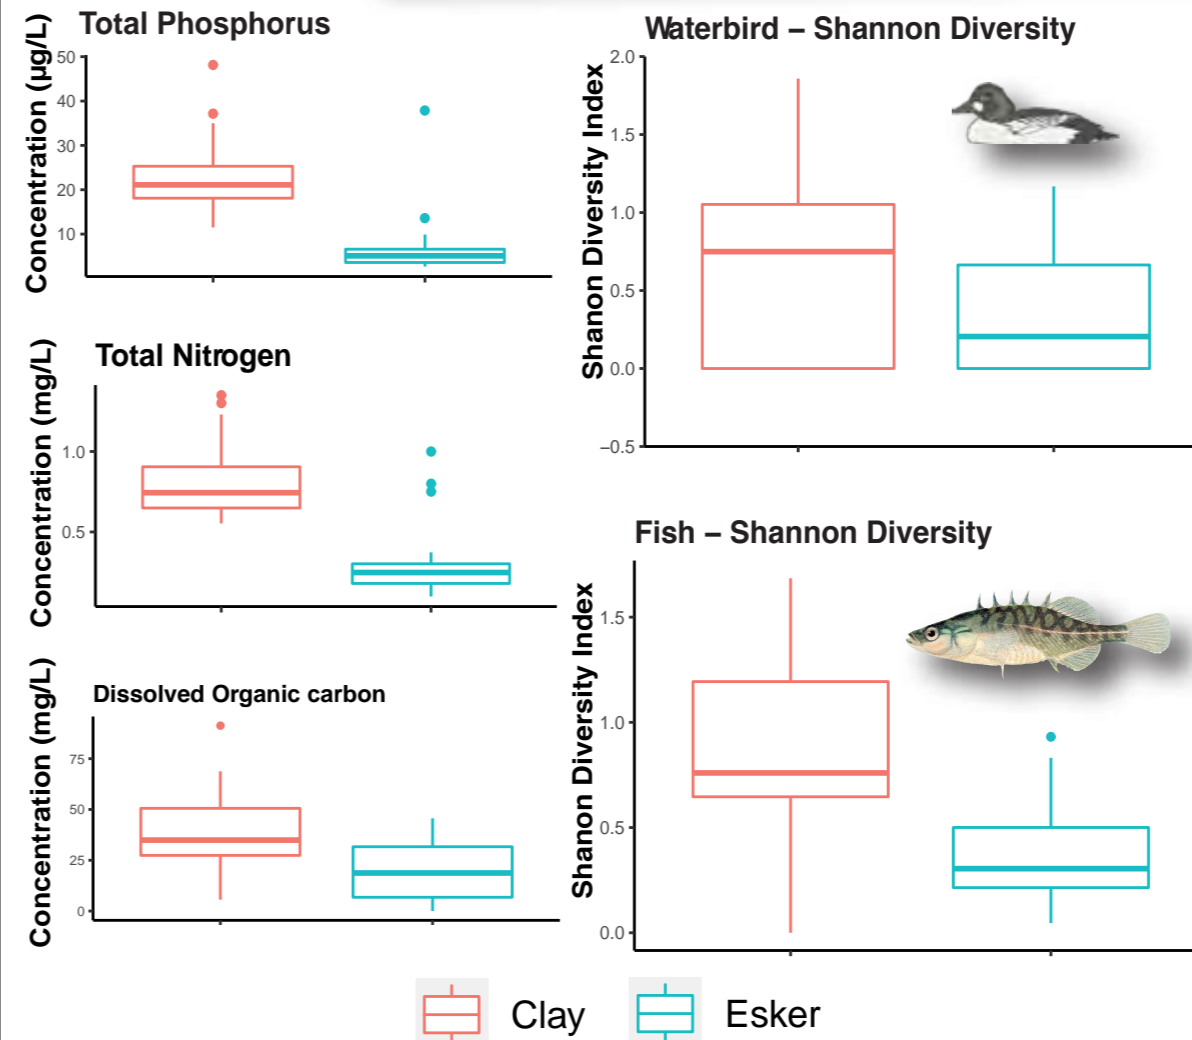 Total Phosphorus
Concentration (µg/L)
50
40
30
20
10
Total Nitrogen
Concentration (mg/L)
1.0
0.5
Dissolved Organic carbon
Concentration (mg/L)
75
50
25
0
Waterbird – Shannon Diversity
Shanon Diversity Index
2.0
1.5
1.0
0.5
0.0
−0.5
Fish – Shannon Diversity
Shanon Diversity Index
1.5
1.0
0.5
0.0
Clay
Esker